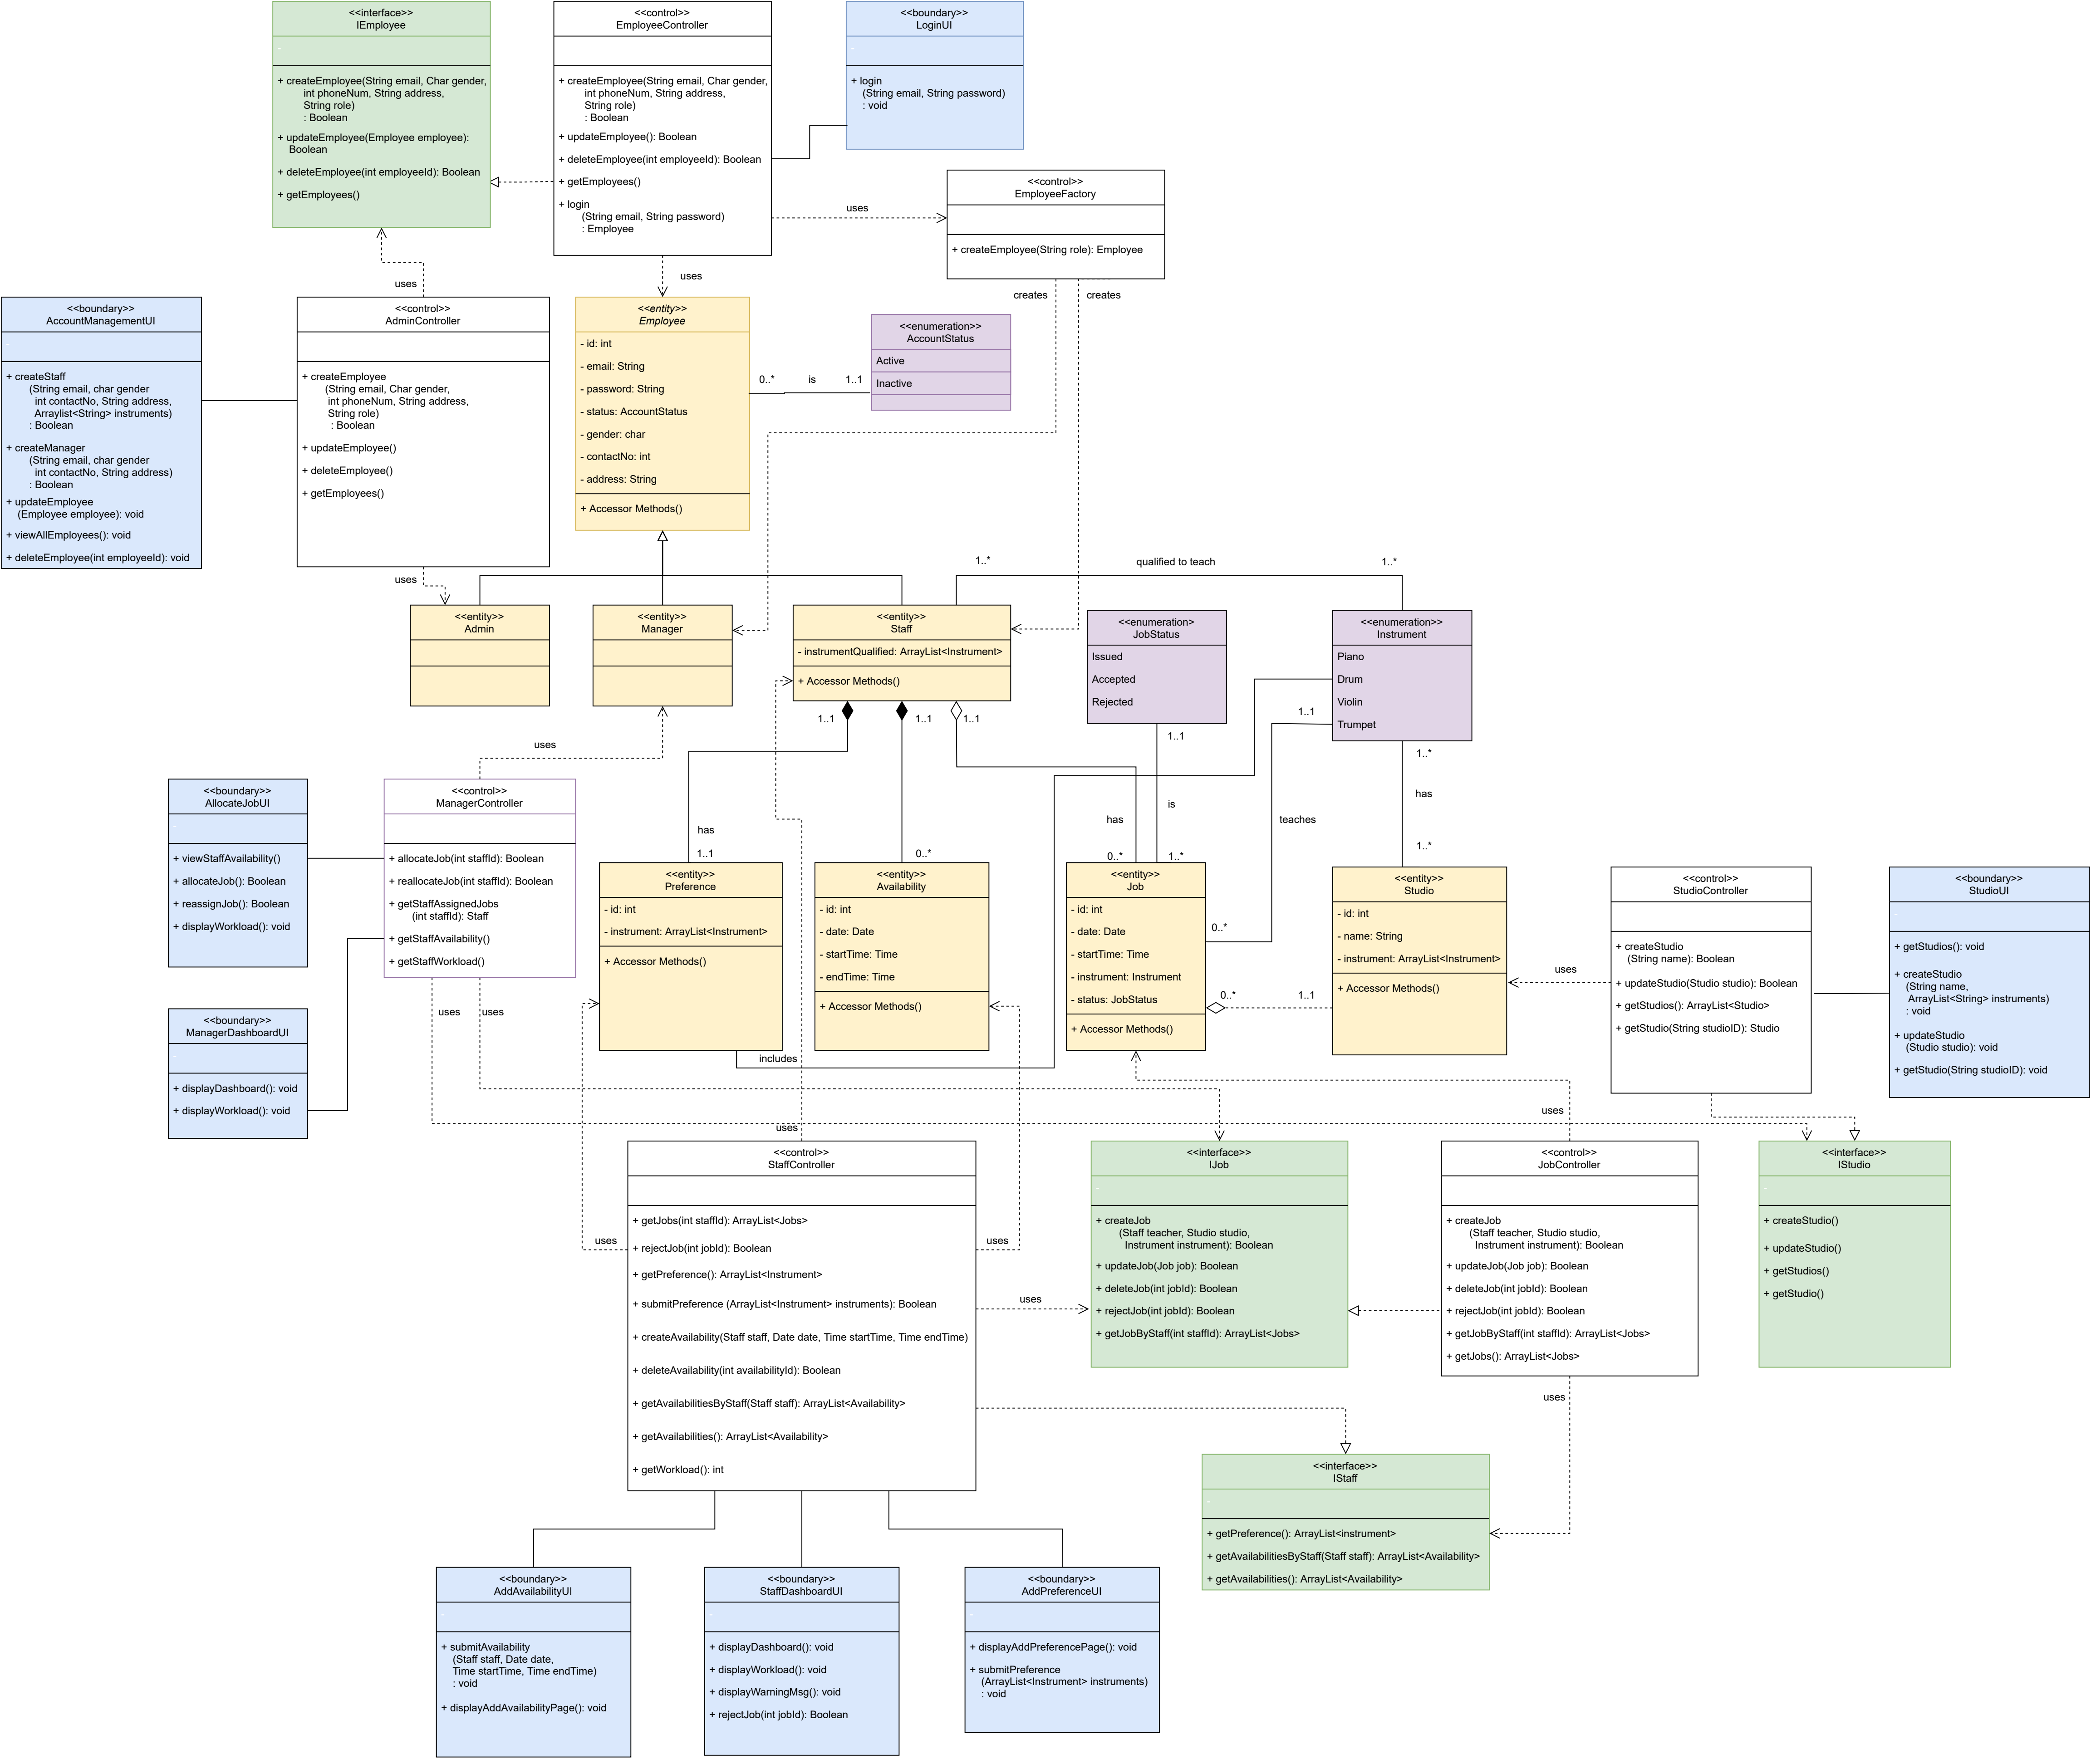 <<interface>>
IEmployee
+ createEmployee(String email, Char gender,
int phoneNum, String address,
String role)
: Boolean
+ updateEmployee(Employee employee):
Boolean
+ deleteEmployee(int employeeId): Boolean
+ getEmployees()
<<control>>
EmployeeController
+ createEmployee(String email, Char gender,
int phoneNum, String address,
String role)
: Boolean
+ updateEmployee(): Boolean
+ deleteEmployee(int employeeId): Boolean
+ getEmployees()
+ login
(String email, String password)
: Employee
<<boundary>>
LoginUI
+ login
(String email, String password)
: void
<<control>>
EmployeeFactory
+ createEmployee(String role): Employee
uses
uses
uses
creates
creates
<<boundary>>
AccountManagementUI
+ createStaff
(String email, char gender
int contactNo, String address,
Arraylist<String> instruments)
: Boolean
+ createManager
(String email, char gender
int contactNo, String address)
: Boolean
+ updateEmployee
(Employee employee): void
+ viewAllEmployees(): void
+ deleteEmployee(int employeeId): void
<<control>>
AdminController
+ createEmployee
(String email, Char gender,
int phoneNum, String address,
String role)
: Boolean
+ updateEmployee()
+ deleteEmployee()
+ getEmployees()
<<entity>>
Employee
- id: int
- email: String
- password: String
- status: AccountStatus
- gender: char
- contactNo: int
- address: String
+ Accessor Methods()
0..*
is
1..1
<<enumeration>>
AccountStatus
Active
Inactive
uses
1..*
qualified to teach
1..*
<<entity>>
Admin
<<entity>>
Manager
<<entity>>
Staff
- instrumentQualified: ArrayList<Instrument>
+ Accessor Methods()
<<enumeration>
JobStatus
Issued
Accepted
Rejected
<<enumeration>>
Instrument
Piano
Drum
Violin
Trumpet
1..1
1..1
1..1
1..1
1..1
1..*
uses
has
1..1
0..*
has
is
teaches
has
0..*
1..*
1..*
<<boundary>>
AllocateJobUI
+ viewStaffAvailability()
+ allocateJob(): Boolean
+ reassignJob(): Boolean
+ displayWorkload(): void
<<control>>
ManagerController
+ allocateJob(int staffId): Boolean
+ reallocateJob(int staffId): Boolean
+ getStaffAssignedJobs
(int staffId): Staff
+ getStaffAvailability()
+ getStaffWorkload()
<<entity>>
Preference
- id: int
- instrument: ArrayList<Instrument>
+ Accessor Methods()
<<entity>>
Availability
- id: int
- date: Date
- startTime: Time
- endTime: Time
+ Accessor Methods()
<<entity>>
Job
- id: int
- date: Date
- startTime: Time
- instrument: Instrument
- status: JobStatus
+ Accessor Methods()
0..*
0..*
1..1
<<entity>>
Studio
- id: int
- name: String
- instrument: ArrayList<Instrument>
+ Accessor Methods()
uses
<<control>>
StudioController
+ createStudio
(String name): Boolean
+ updateStudio(Studio studio): Boolean
+ getStudios(): ArrayList<Studio>
+ getStudio(String studioID): Studio
<<boundary>>
StudioUI
+ getStudios(): void
+ createStudio
(String name,
ArrayList<String> instruments)
: void
+ updateStudio
(Studio studio): void
+ getStudio(String studioID): void
<<boundary>>
ManagerDashboardUI
+ displayDashboard(): void
+ displayWorkload(): void
uses
uses
includes
uses
uses
<<control>>
StaffController
+ getJobs(int staffId): ArrayList<Jobs>
+ rejectJob(int jobId): Boolean
+ getPreference(): ArrayList<Instrument>
+ submitPreference (ArrayList<Instrument> instruments): Boolean
+ createAvailability(Staff staff, Date date, Time startTime, Time endTime)
+ deleteAvailability(int availabilityId): Boolean
+ getAvailabilitiesByStaff(Staff staff): ArrayList<Availability>
+ getAvailabilities(): ArrayList<Availability>
+ getWorkload(): int
uses
uses
uses
<<interface>>
IJob
+ createJob
(Staff teacher, Studio studio,
Instrument instrument): Boolean
+ updateJob(Job job): Boolean
+ deleteJob(int jobId): Boolean
+ rejectJob(int jobId): Boolean
+ getJobByStaff(int staffId): ArrayList<Jobs>
<<control>>
JobController
+ createJob
(Staff teacher, Studio studio,
Instrument instrument): Boolean
+ updateJob(Job job): Boolean
+ deleteJob(int jobId): Boolean
+ rejectJob(int jobId): Boolean
+ getJobByStaff(int staffId): ArrayList<Jobs>
+ getJobs(): ArrayList<Jobs>
<<interface>>
IStudio
+ createStudio()
+ updateStudio()
+ getStudios()
+ getStudio()
uses
<<interface>>
IStaff
+ getPreference(): ArrayList<instrument>
+ getAvailabilitiesByStaff(Staff staff): ArrayList<Availability>
+ getAvailabilities(): ArrayList<Availability>
<<boundary>>
AddAvailabilityUI
+ submitAvailability
(Staff staff, Date date,
Time startTime, Time endTime)
: void
+ displayAddAvailabilityPage(): void
<<boundary>>
StaffDashboardUI
+ displayDashboard(): void
+ displayWorkload(): void
+ displayWarningMsg(): void
+ rejectJob(int jobId): Boolean
<<boundary>>
AddPreferenceUI
+ displayAddPreferencePage(): void
+ submitPreference
(ArrayList<Instrument> instruments)
: void